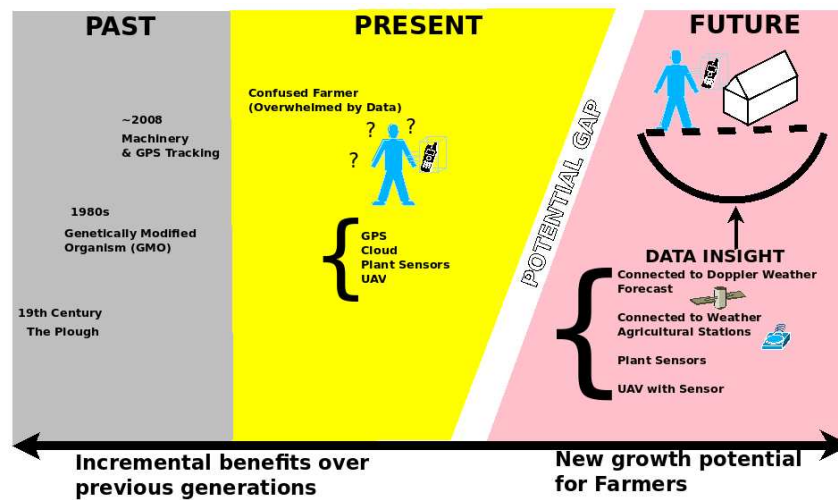 PAST
PRESENT
FUTURE
~2008
Machinery
& GPS Tracking
1980s
Genetically Modified
Organism (GMO)
19th Century
The Plough
Confused Farmer
(Overwhelmed by Data)
? ?
?
GPS
Cloud
Plant Sensors
UAV
POTENTIAL GAP
DATA INSIGHT
Connected to Doppler Weather
Forecast
Connected to Weather
Agricultural Stations
Plant Sensors
UAV with Sensor
Incremental benefits over
previous generations
New growth potential
for Farmers